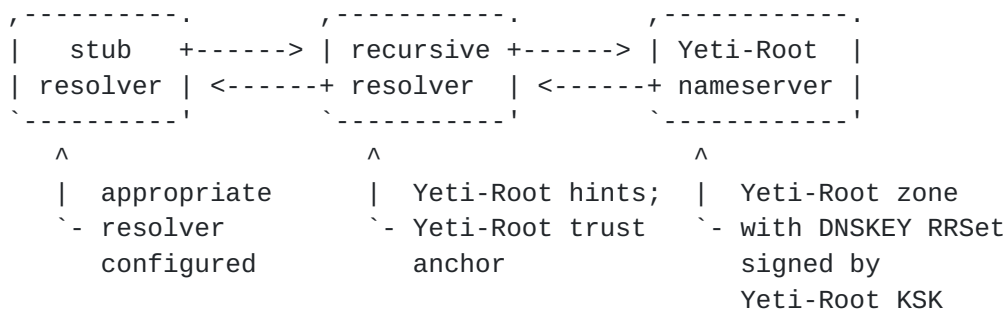 ,----------.        ,-----------.        ,------------.
|   stub   +------> | recursive +------> | Yeti-Root  |
| resolver | <------+ resolver  | <------+ nameserver |
`----------'        `-----------'        `------------'
   ^                   ^                    ^
   |  appropriate      |  Yeti-Root hints;  |  Yeti-Root zone
   `- resolver         `- Yeti-Root trust   `- with DNSKEY RRSet
      configured          anchor               signed by
                                               Yeti-Root KSK